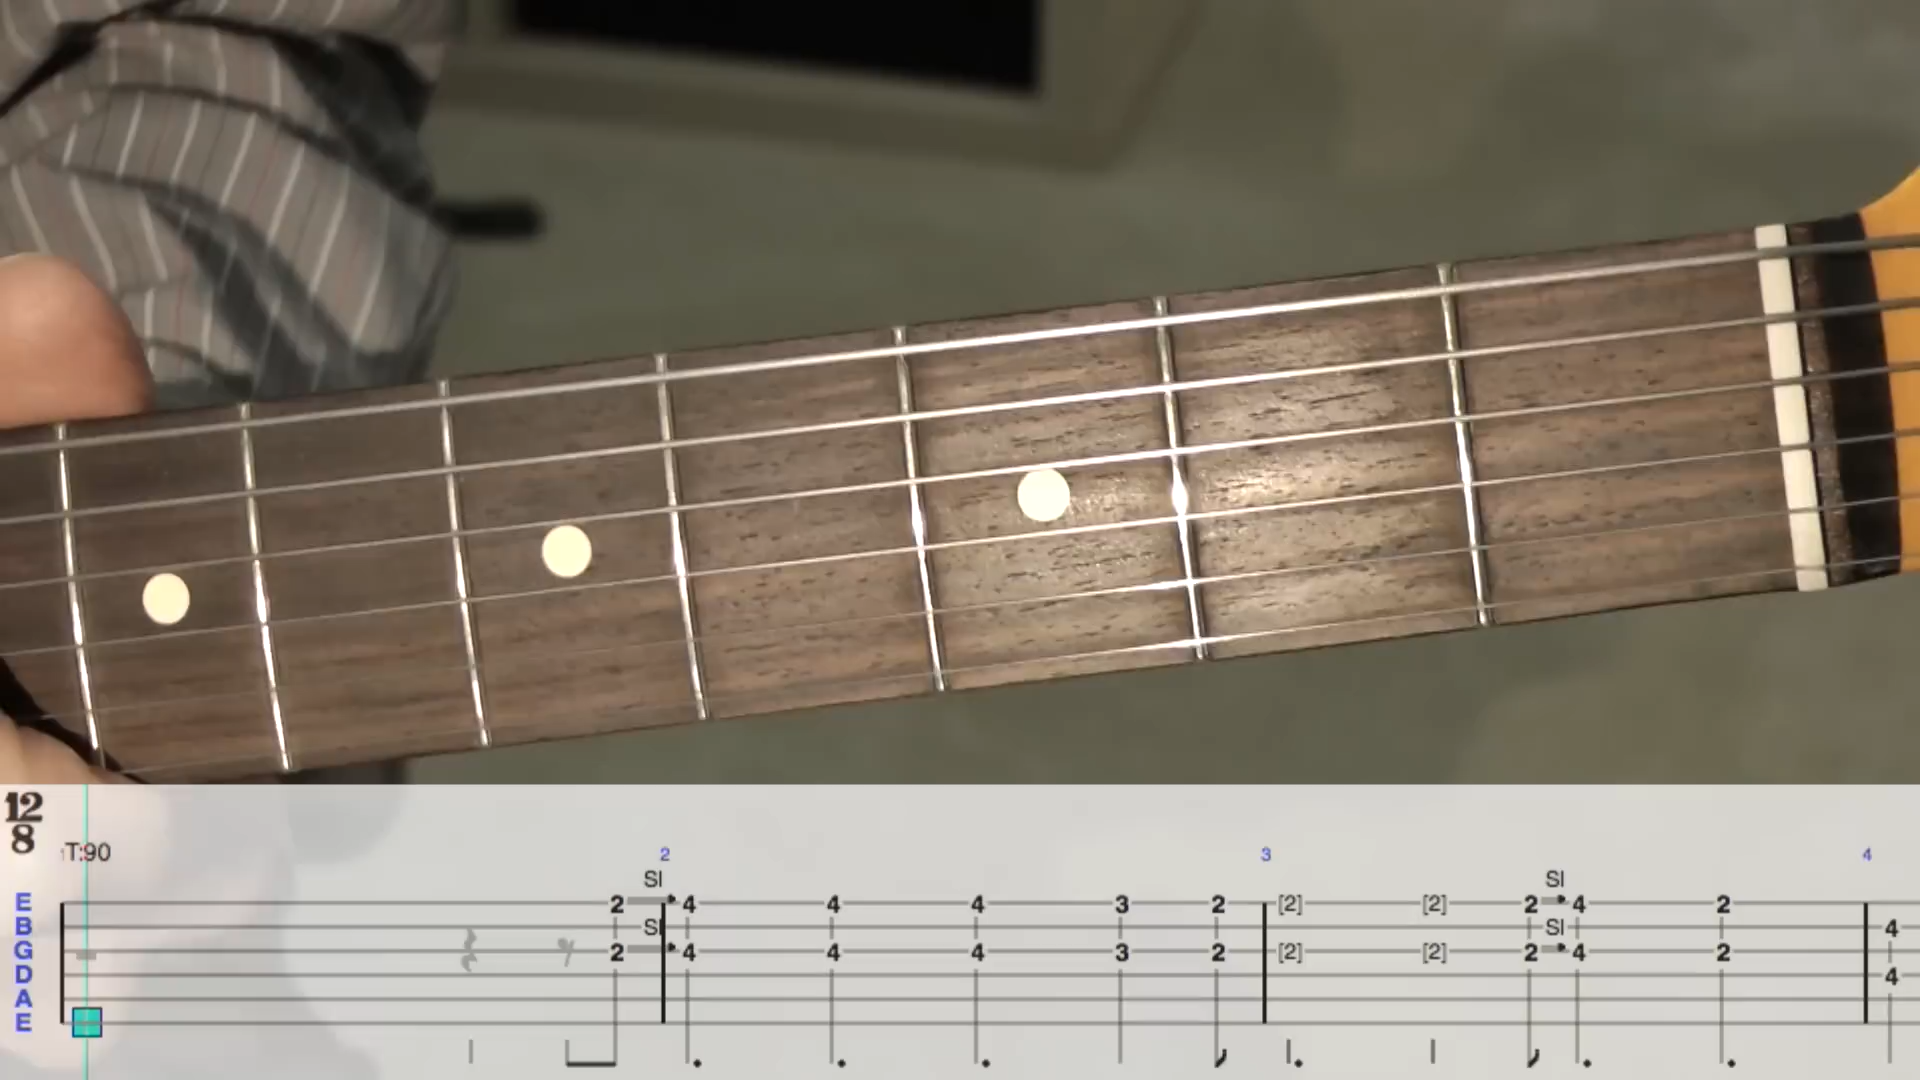 12
8
T:90
2
3
4
Sl
Sl
E 2 4 4 4 3 2 [2] [2] 2 4 2
Sl
Sl
B 4
G 2 4 4 4 3 2 [2] [2] 2 4 2
D 4
A
E